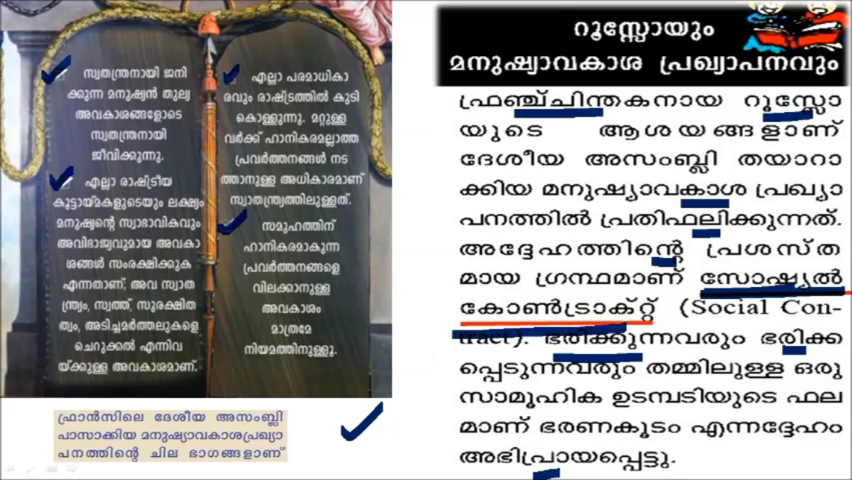 സ്വതന്ത്രനായി ജനി
ക്കുന്ന മനുഷ്യൻ തുല്യ
അവകാശങ്ങളോടെ
സ്വതന്ത്രനായി
ജീവിക്കുന്നു.
എല്ലാ രാഷ്ട്രീയ
കൂട്ടായ്മകളുടെയും ലക്ഷ്യം
മനുഷ്യന്റെ സ്വാഭാവികവും
അവിഭാജ്യവുമായ അവകാ
ശങ്ങൾ സംരക്ഷിക്കുക
എന്നതാണ്; അവ സ്വാത
ന്ത്ര്യം, സ്വത്ത്, സുരക്ഷിത
ത്വം, അടിച്ചമർത്തലുകളെ
ചെറുക്കൽ എന്നിവ
യ്ക്കുള്ള അവകാശമാണ്.
എല്ലാ പരമാധികാ
രവും രാഷ്ട്രത്തിൽ കുടി
കൊള്ളുന്നു. മറ്റുള്ള
വർക്ക് ഹാനികരമല്ലാത്ത
പ്രവർത്തനങ്ങൾ നട
ത്താനുള്ള അധികാരമാണ്
സ്വാതന്ത്ര്യത്തിലുള്ളത്.
സമൂഹത്തിന്
ഹാനികരമാകുന്ന
പ്രവർത്തനങ്ങളെ
വിലക്കാനുള്ള
അവകാശം
മാത്രമേ
നിയമത്തിനുള്ളൂ.
ഫ്രാൻസിലെ ദേശീയ അസംബ്ലി
പാസാക്കിയ മനുഷ്യാവകാശപ്രഖ്യാ
പനത്തിന്റെ ചില ഭാഗങ്ങളാണ്
റൂസ്സോയും
മനുഷ്യാവകാശ പ്രഖ്യാപനവും
ഫ്രഞ്ച്ചിന്തകനായ റൂസ്സോ
യുടെ ആശയങ്ങളാണ്
ദേശീയ അസംബ്ലി തയാറാ
ക്കിയ മനുഷ്യാവകാശ പ്രഖ്യാ
പനത്തിൽ പ്രതിഫലിക്കുന്നത്.
അദ്ദേഹത്തിന്റെ പ്രശസ്ത
മായ ഗ്രന്ഥമാണ് സോഷ്യൽ
കോൺട്രാക്റ്റ് (Social Con-
tract). ഭരിക്കുന്നവരും ഭരിക്ക
പ്പെടുന്നവരും തമ്മിലുള്ള ഒരു
സാമൂഹിക ഉടമ്പടിയുടെ ഫല
മാണ് ഭരണകൂടം എന്നദ്ദേഹം
അഭിപ്രായപ്പെട്ടു.